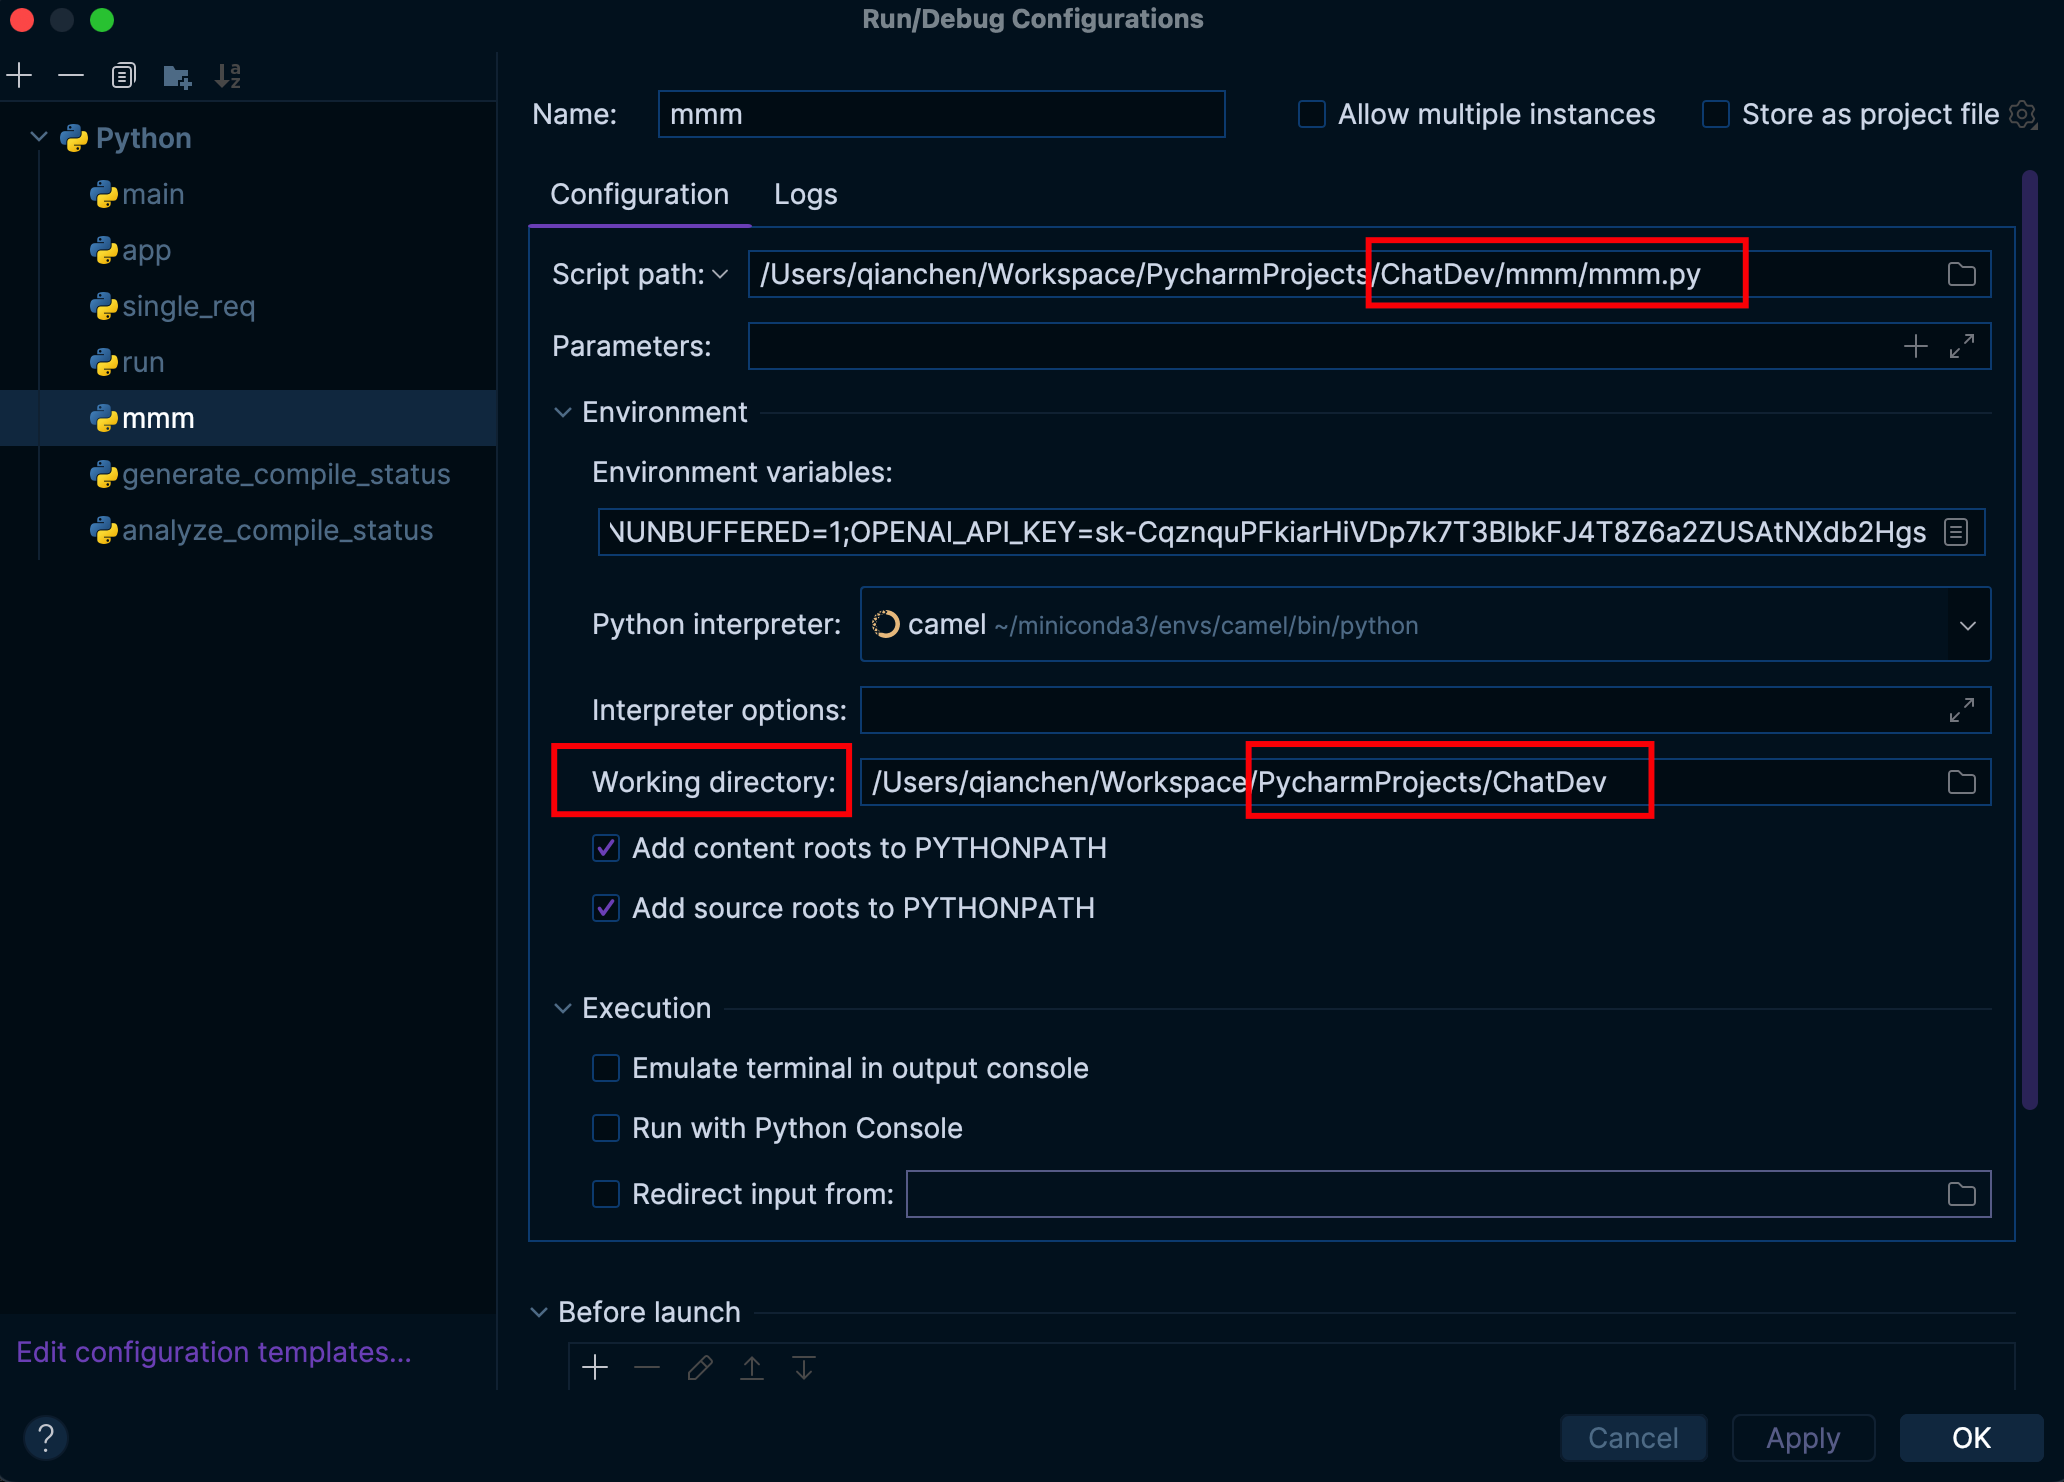 Run/Debug Configurations
Name: mmm
Allow multiple instances
Store as project file
Python
main
app
single_req
run
mmm
generate_compile_status
analyze_compile_status
Configuration Logs
Script path: /Users/qianchen/Workspace/PycharmProjects/ChatDev/mmm/mmm.py
Parameters:
Environment
Environment variables:
NUNBUFFERED=1;OPENAI_API_KEY=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
Python interpreter: camel ~/miniconda3/envs/camel/bin/python
Interpreter options:
Working directory: /Users/qianchen/Workspace/PycharmProjects/ChatDev
Add content roots to PYTHONPATH
Add source roots to PYTHONPATH
Execution
Emulate terminal in output console
Run with Python Console
Redirect input from:
Before launch
Edit configuration templates...
?
Cancel Apply OK